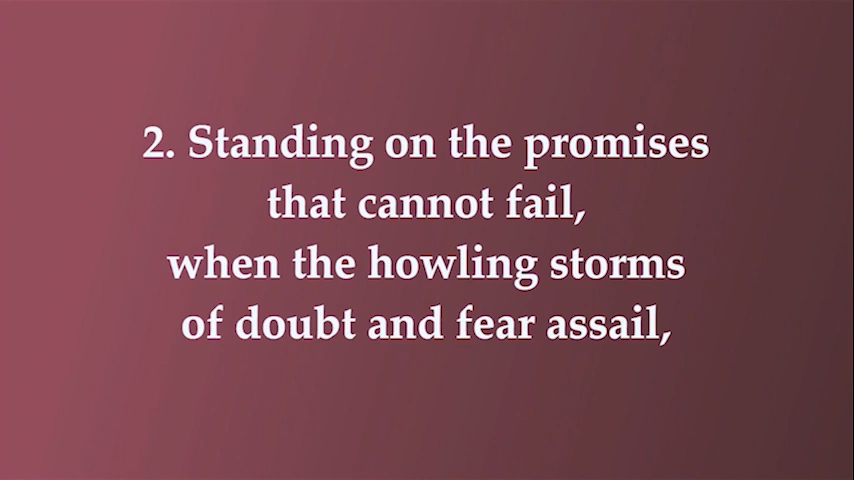 2. Standing on the promises
that cannot fail,
when the howling storms
of doubt and fear assail,